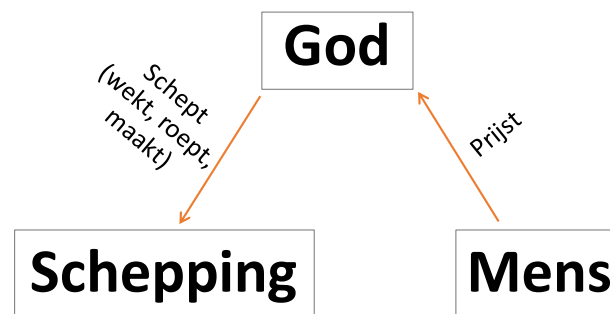 God
Schept
(wekt, roept,
maakt)
Prijst
Schepping
Mens